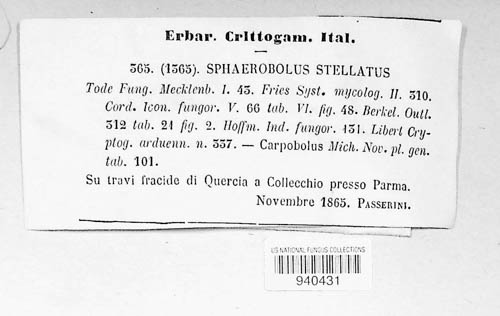 Erbar. Crittogam. Ital.
365. (1365). SPHAEROBOLUS STELLATUS
Tode Fung. Mecklenb. I. 43. Fries Syst. mycolog. II. 310.
Cord. Icon. fungor. V. 66 tab. VI. fig. 48. Berkel. Outl.
312 tab. 21 fig. 2. Hoffm. Ind. fungor. 131. Libert Cry-
ptog. arduenn. n. 337. — Carpobolus Mich. Nov. pl. gen.
tab. 101.
Su travi fracide di Quercia a Collecchio presso Parma.
Novembre 1865. PASSERINI.
US NATIONAL FUNGUS COLLECTIONS
940431